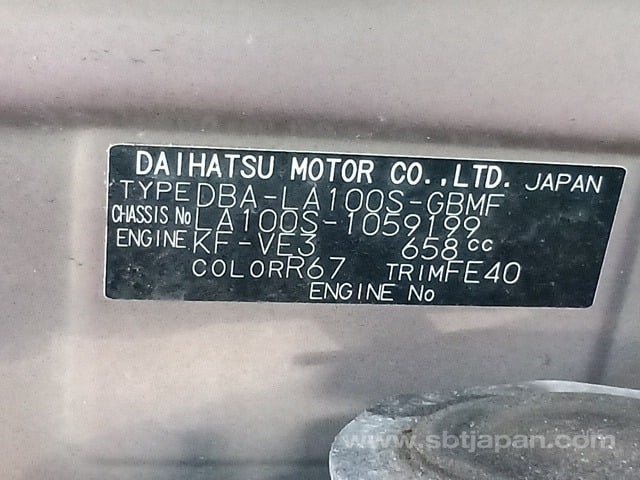 DAIHATSU MOTOR CO.,LTD. JAPAN
TYPE DBA-LA100S-GBMF
CHASSIS No LA100S-1059199
ENGINE KF-VE3 658cc
COLOR R67 TRIM FE40
ENGINE No
www.sbtjapan.com